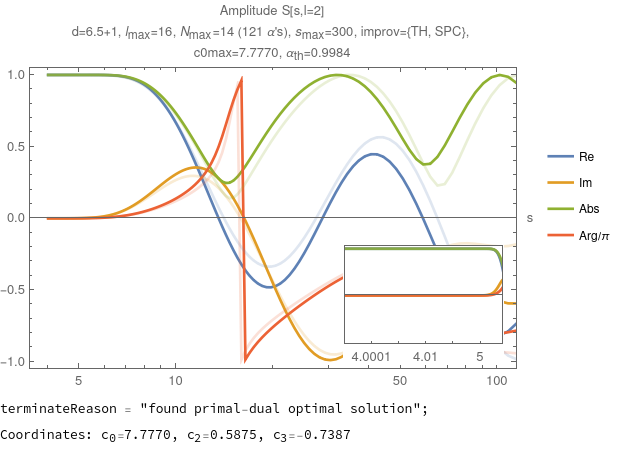 Amplitude S[s,l=2]
d=6.5+1, lmax=16, Nmax=14 (121 α's), smax=300, improv={TH, SPC},
c0max=7.7770, αth=0.9984
1.0
0.5
0.0
−0.5
−1.0
s
Re
Im
Abs
Arg/π
4.0001 4.01 5
5 10 50 100
terminateReason = "found primal-dual optimal solution";
Coordinates: c0=7.7770, c2=0.5875, c3=-0.7387